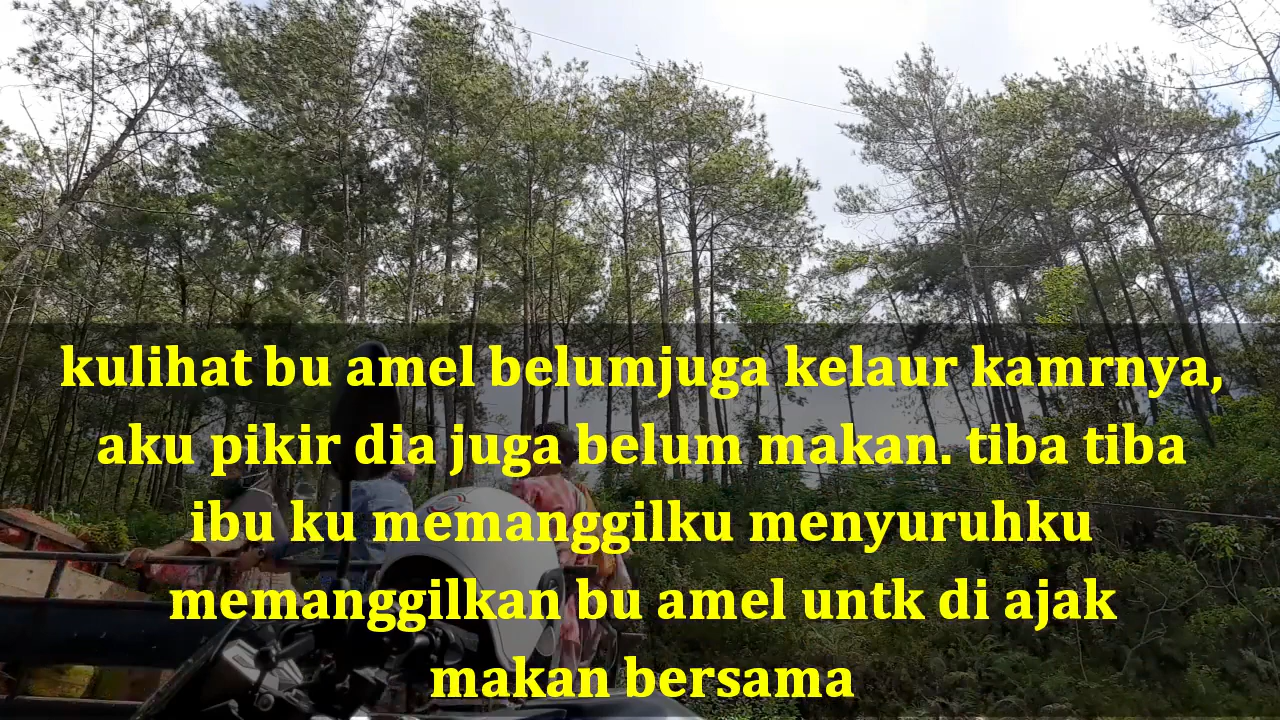 kulihat bu amel belumjuga kelaur kamrnya,
aku pikir dia juga belum makan. tiba tiba
ibu ku memanggilku menyuruhku
memanggilkan bu amel untk di ajak
makan bersama